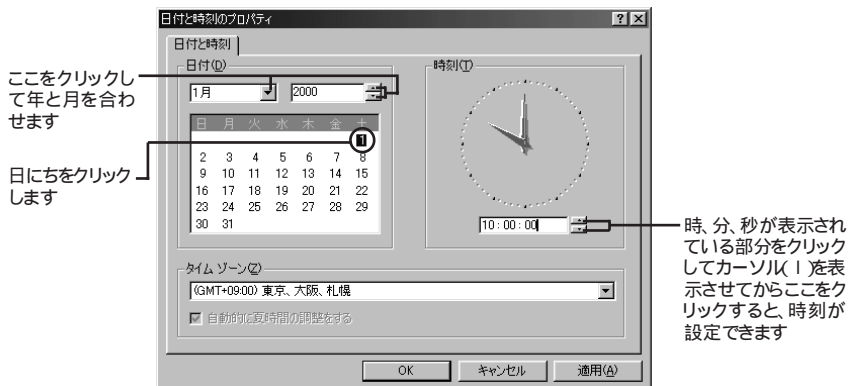 日付と時刻のプロパティ
日付と時刻
日付(D)
1月
2000
日 月 火 水 木 金 土
1
2 3 4 5 6 7 8
9 10 11 12 13 14 15
16 17 18 19 20 21 22
23 24 25 26 27 28 29
30 31
時刻(T)
10:00:00
タイム ゾーン(Z)
(GMT+09:00) 東京、大阪、札幌
自動的に夏時間の調整をする
OK
キャンセル
適用(A)
ここをクリックし
て年と月を合わ
せます
日にちをクリック
します
時、分、秒が表示され
ている部分をクリック
してカーソル(|)を表
示させてからここをク
リックすると、時刻が
設定できます